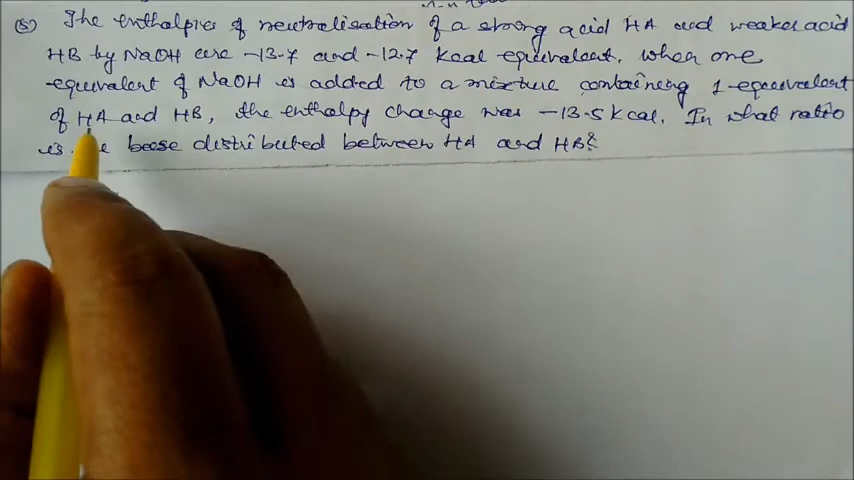 (5) The enthalpies of neutralisation of a strong acid HA and weaker acid
HB by NaOH are -13.7 and -12.7 Kcal equivalent. when one
equivalent of NaOH is added to a mixture containing 1-equivalent
of HA and HB, the enthalpy change was -13.5 Kcal. In what ratio
is base distributed between HA and HB?